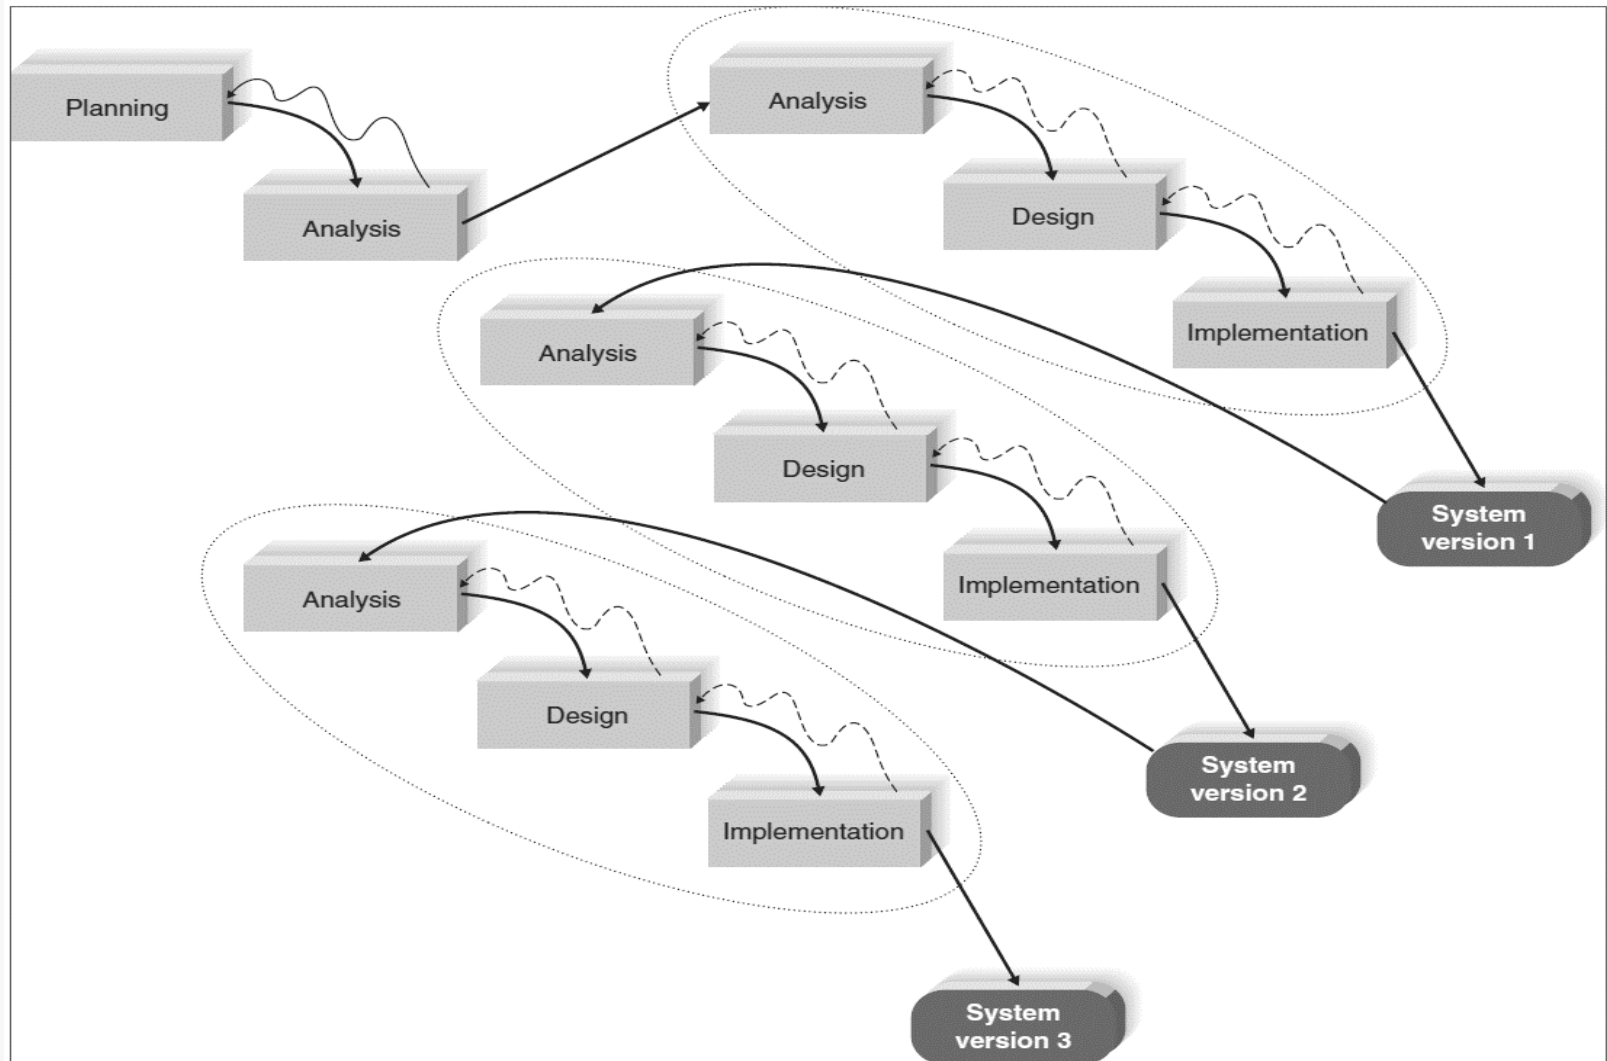 Planning
Analysis
Analysis
Design
Implementation
System
version 1
Analysis
Design
Implementation
System
version 2
Analysis
Design
Implementation
System
version 3